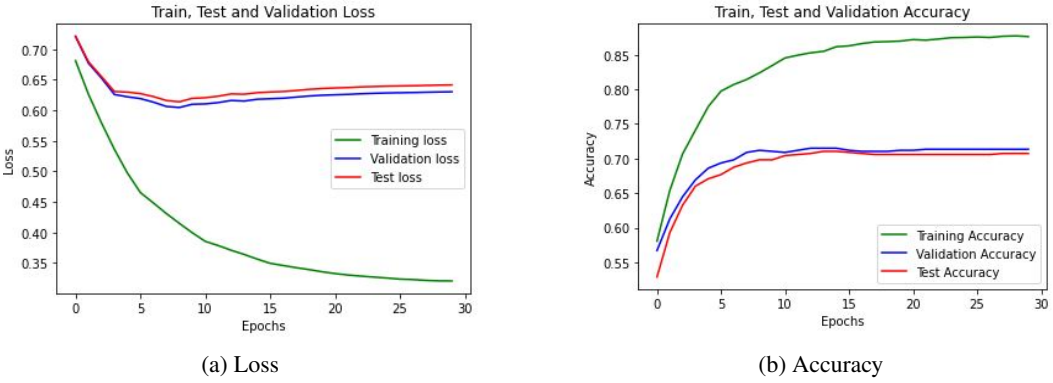 Train, Test and Validation Loss
0.70
0.65
0.60
0.55
0.50
0.45
0.40
0.35
Loss
Training loss
Validation loss
Test loss
0 5 10 15 20 25 30
Epochs
(a) Loss
Train, Test and Validation Accuracy
0.85
0.80
0.75
0.70
0.65
0.60
0.55
Accuracy
Training Accuracy
Validation Accuracy
Test Accuracy
0 5 10 15 20 25 30
Epochs
(b) Accuracy